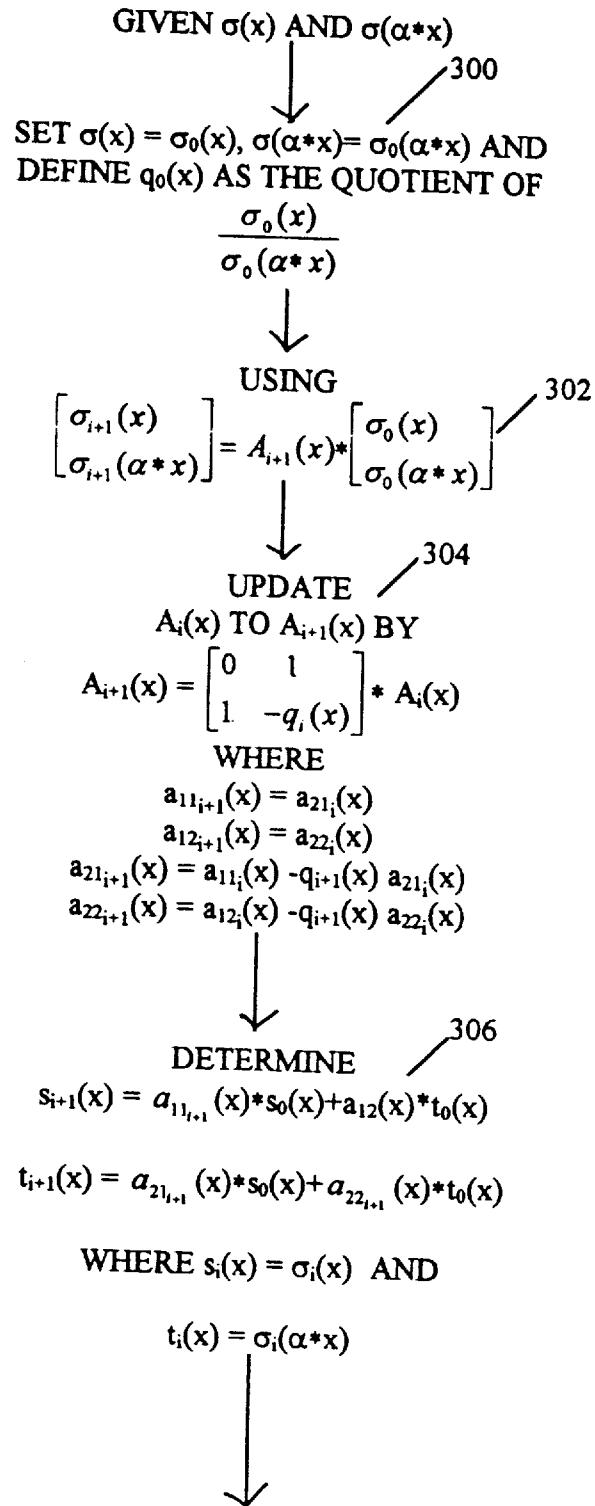 GIVEN σ(x) AND σ(α*x)
300
SET σ(x) = σ₀(x), σ(α*x)= σ₀(α*x) AND
DEFINE q₀(x) AS THE QUOTIENT OF
σ₀(x)
σ₀(α* x)
USING
302
[σᵢ₊₁(x)] = Aᵢ₊₁(x)* [σ₀(x)]
[σᵢ₊₁(α* x)] [σ₀(α* x)]
304
UPDATE
Aᵢ(x) TO Aᵢ₊₁(x) BY
Aᵢ₊₁(x) = [0 1] * Aᵢ(x)
[1 -qᵢ(x)]
WHERE
a₁₁ᵢ₊₁(x) = a₂₁ᵢ(x)
a₁₂ᵢ₊₁(x) = a₂₂ᵢ(x)
a₂₁ᵢ₊₁(x) = a₁₁ᵢ(x) -qᵢ₊₁(x) a₂₁ᵢ(x)
a₂₂ᵢ₊₁(x) = a₁₂ᵢ(x) -qᵢ₊₁(x) a₂₂ᵢ(x)
306
DETERMINE
sᵢ₊₁(x) = a₁₁ᵢ₊₁(x)*s₀(x)+a₁₂(x)*t₀(x)
tᵢ₊₁(x) = a₂₁ᵢ₊₁(x)*s₀(x)+a₂₂ᵢ₊₁(x)*t₀(x)
WHERE sᵢ(x) = σᵢ(x) AND
tᵢ(x) = σᵢ(α*x)